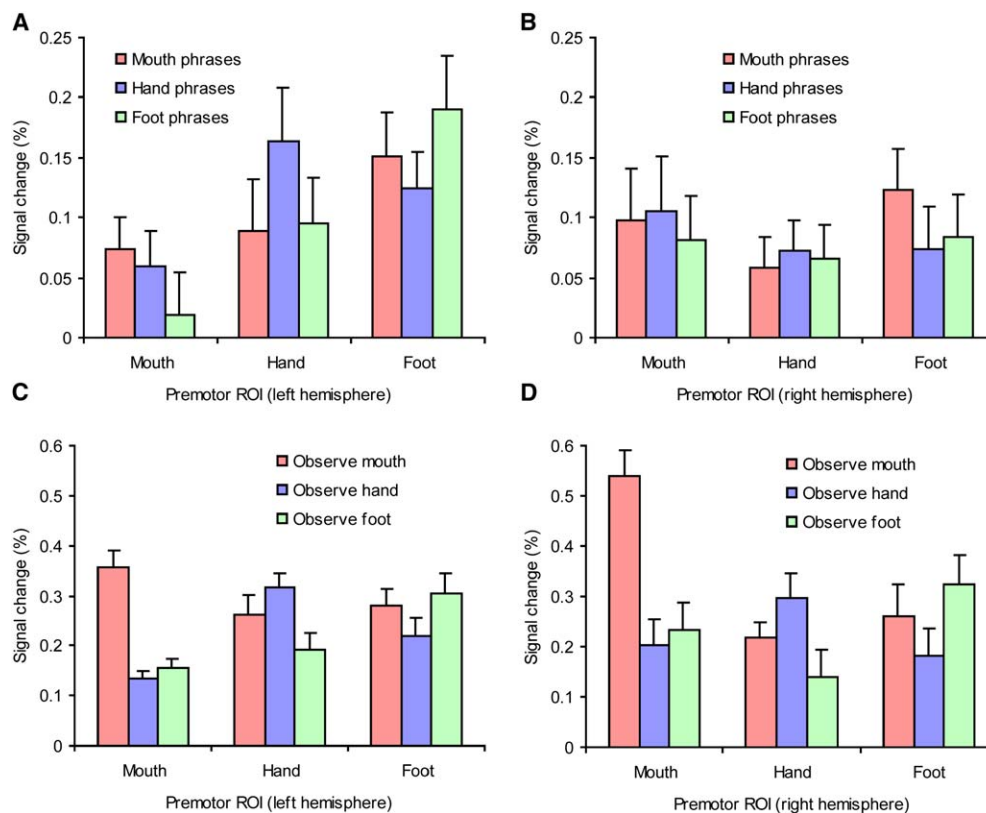 A
0.25
0.2
0.15
0.1
0.05
0
Signal change (%)
Mouth phrases
Hand phrases
Foot phrases
Mouth Hand Foot
Premotor ROI (left hemisphere)
B
0.25
0.2
0.15
0.1
0.05
0
Signal change (%)
Mouth phrases
Hand phrases
Foot phrases
Mouth Hand Foot
Premotor ROI (right hemisphere)
C
0.6
0.5
0.4
0.3
0.2
0.1
0
Signal change (%)
Observe mouth
Observe hand
Observe foot
Mouth Hand Foot
Premotor ROI (left hemisphere)
D
0.6
0.5
0.4
0.3
0.2
0.1
0
Signal change (%)
Observe mouth
Observe hand
Observe foot
Mouth Hand Foot
Premotor ROI (right hemisphere)